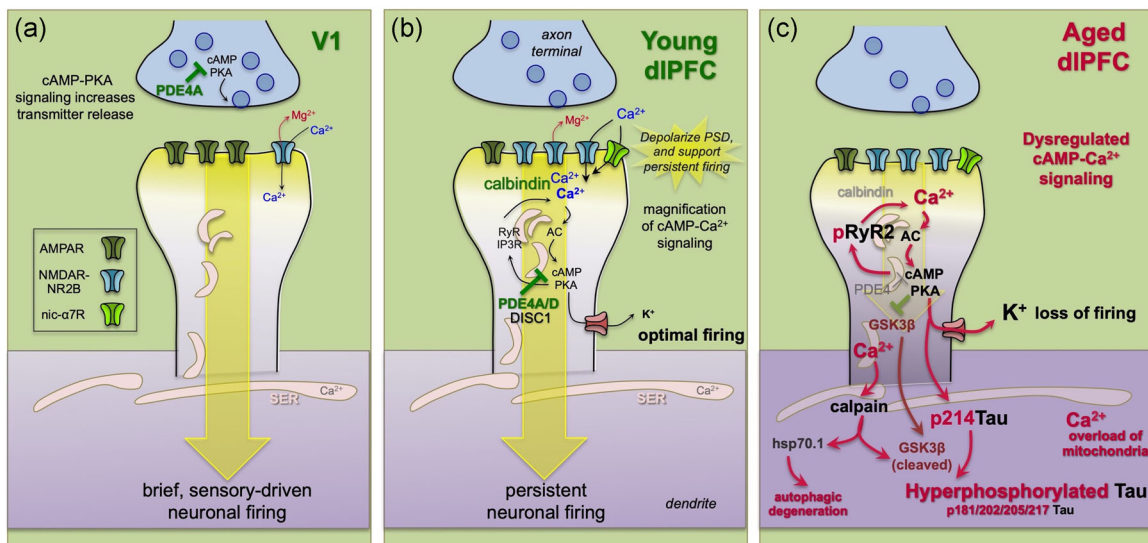 (a)
V1
cAMP-PKA
signaling increases
transmitter release
PDE4A
cAMP
PKA
Mg²⁺
Ca²⁺
Ca²⁺
AMPAR
NMDAR-
NR2B
nic-α7R
Ca²⁺
SER
brief, sensory-driven
neuronal firing
(b)
axon
terminal
Young
dlPFC
Mg²⁺
Ca²⁺
Depolarize PSD,
and support
persistent firing
calbindin
Ca²⁺
Ca²⁺
magnification
of cAMP-Ca²⁺
signaling
RyR
IP3R
AC
cAMP
PKA
PDE4A/D
DISC1
K⁺
optimal firing
Ca²⁺
SER
persistent
neuronal firing
dendrite
(c)
Aged
dlPFC
Dysregulated
cAMP-Ca²⁺
signaling
calbindin
Ca²⁺
pRyR2
AC
cAMP
PKA
PDE4
GSK3β
K⁺ loss of firing
Ca²⁺
calpain
p214Tau
Ca²⁺
overload of
mitochondria
hsp70.1
GSK3β
(cleaved)
autophagic
degeneration
Hyperphosphorylated Tau
p181/202/205/217 Tau